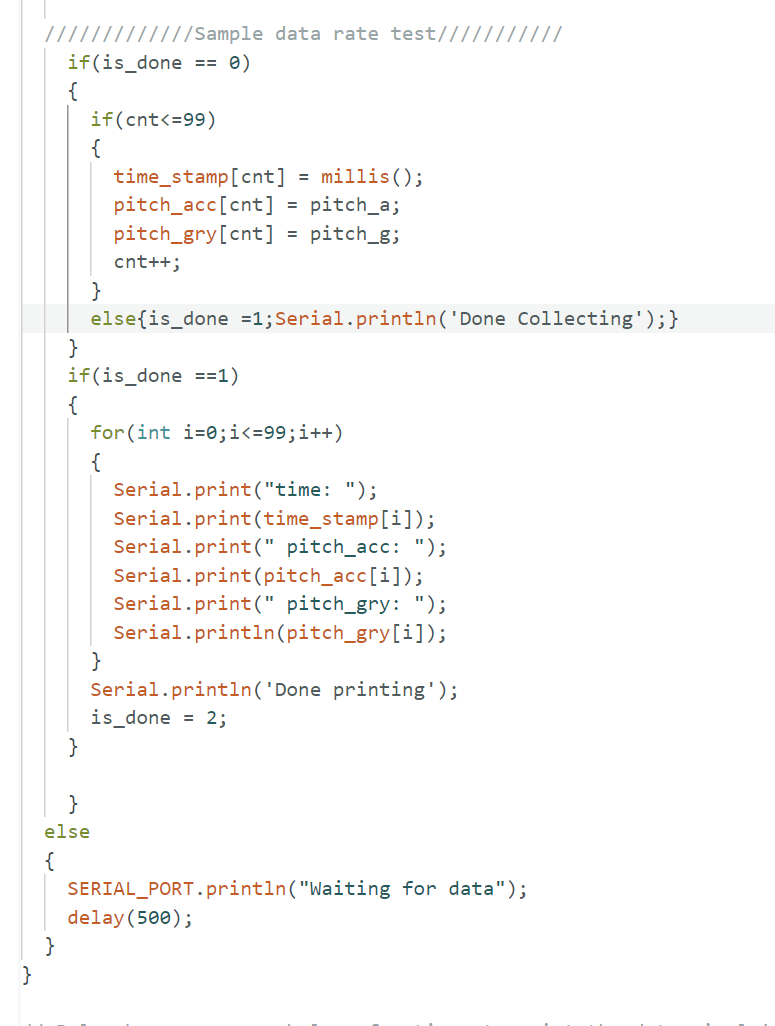 /////////////Sample data rate test///////////
if(is_done == 0)
{
if(cnt<=99)
{
time_stamp[cnt] = millis();
pitch_acc[cnt] = pitch_a;
pitch_gry[cnt] = pitch_g;
cnt++;
}
else{is_done =1;Serial.println('Done Collecting');}
}
if(is_done ==1)
{
for(int i=0;i<=99;i++)
{
Serial.print("time: ");
Serial.print(time_stamp[i]);
Serial.print(" pitch_acc: ");
Serial.print(pitch_acc[i]);
Serial.print(" pitch_gry: ");
Serial.println(pitch_gry[i]);
}
Serial.println('Done printing');
is_done = 2;
}
}
else
{
SERIAL_PORT.println("Waiting for data");
delay(500);
}
}